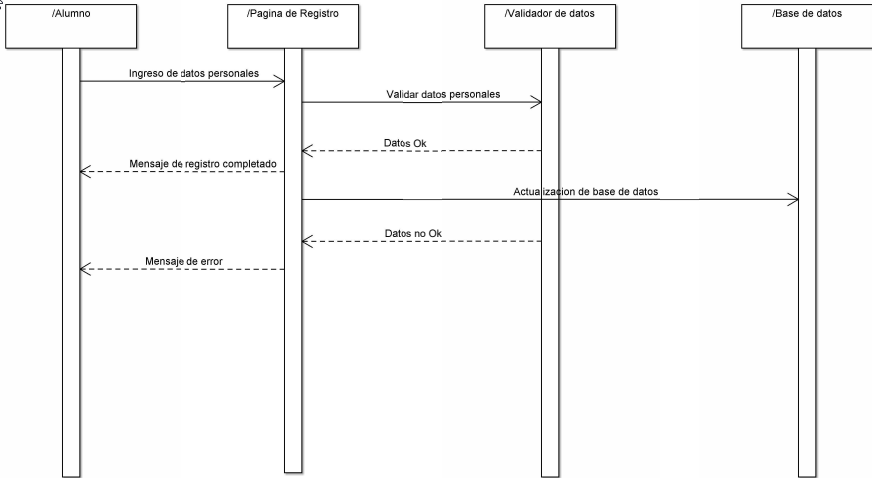 /Alumno
/Pagina de Registro
/Validador de datos
/Base de datos
Ingreso de datos personales
Validar datos personales
Datos Ok
Mensaje de registro completado
Actualizacion de base de datos
Datos no Ok
Mensaje de error